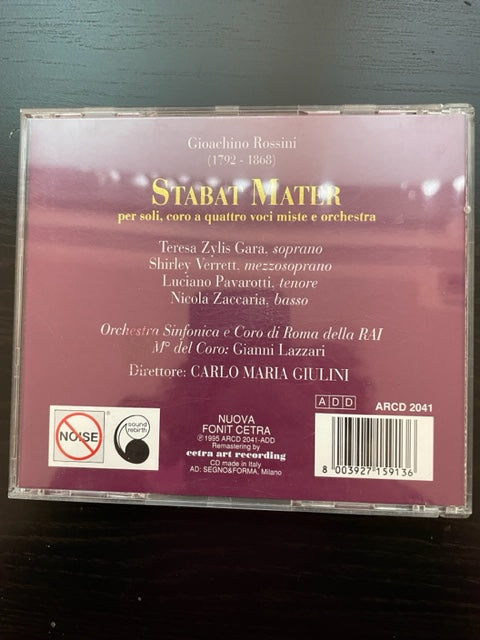 Gioachino Rossini
(1792 - 1868)
STABAT MATER
per soli, coro a quattro voci miste e orchestra
Teresa Zylis Gara, soprano
Shirley Verrett, mezzosoprano
Luciano Pavarotti, tenore
Nicola Zaccaria, basso
Orchestra Sinfonica e Coro di Roma della RAI
M° del Coro: Gianni Lazzari
Direttore: CARLO MARIA GIULINI
ADD ARCD 2041
NOISE
sound
rebirth
NUOVA
FONIT CETRA
℗ 1995 ARCD 2041-ADD
Remastering by
cetra art recording
CD made in Italy
AD: SEGNO&FORMA, Milano
8 003927 159136